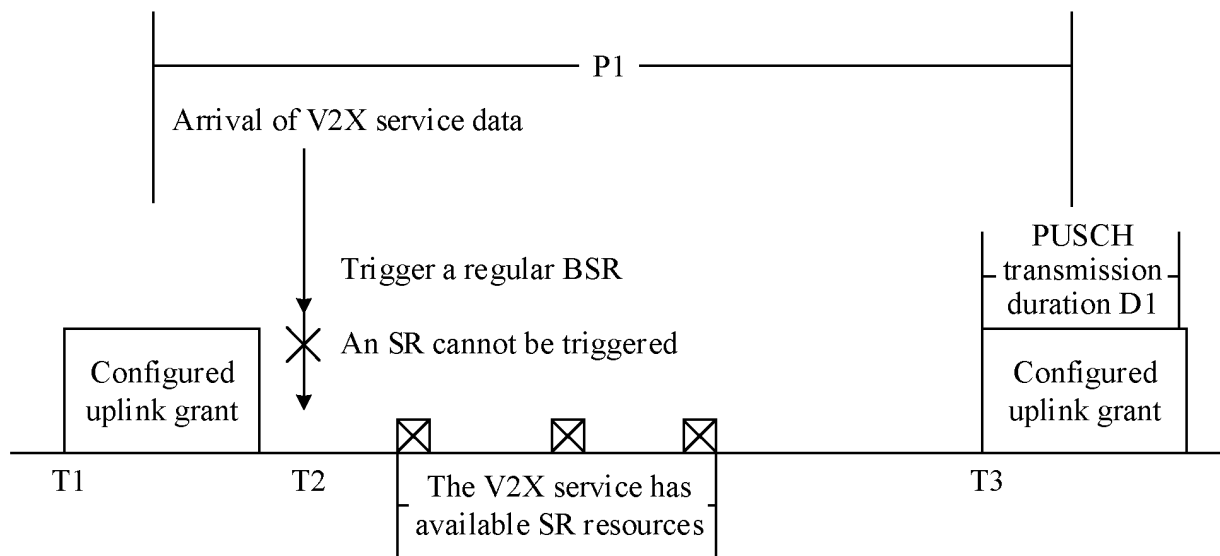 P1
Arrival of V2X service data
Trigger a regular BSR
An SR cannot be triggered
PUSCH
transmission
duration D1
Configured
uplink grant
Configured
uplink grant
T1
T2
T3
The V2X service has
available SR resources